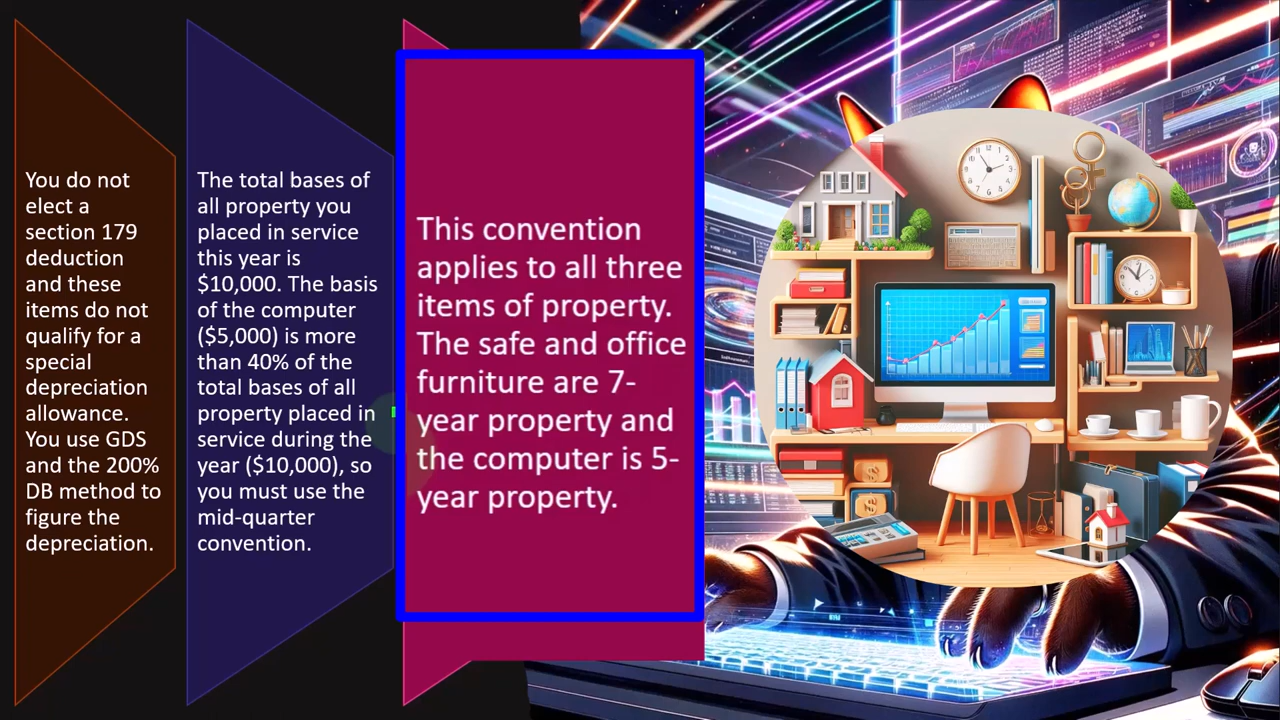 You do not
elect a
section 179
deduction
and these
items do not
qualify for a
special
depreciation
allowance.
You use GDS
and the 200%
DB method to
figure the
depreciation.
The total bases of
all property you
placed in service
this year is
$10,000. The basis
of the computer
($5,000) is more
than 40% of the
total bases of all
property placed in
service during the
year ($10,000), so
you must use the
mid-quarter
convention.
This convention
applies to all three
items of property.
The safe and office
furniture are 7-
year property and
the computer is 5-
year property.